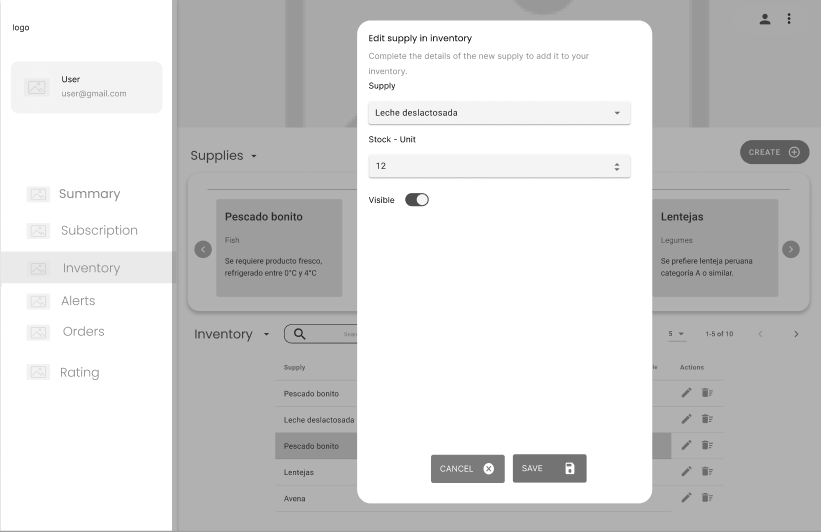 logo
User
user@gmail.com
Summary
Subscription
Inventory
Alerts
Orders
Rating
Supplies
CREATE
Pescado bonito
Fish
Se requiere producto fresco,
refrigerado entre 0°C y 4°C
Lentejas
Legumes
Se prefiere lenteja peruana
categoría A o similar.
Inventory
5
1-5 of 10
Supply
Actions
Pescado bonito
Leche deslactosada
Pescado bonito
Lentejas
Avena
Edit supply in inventory
Complete the details of the new supply to add it to your
inventory.
Supply
Leche deslactosada
Stock - Unit
12
Visible
CANCEL
SAVE